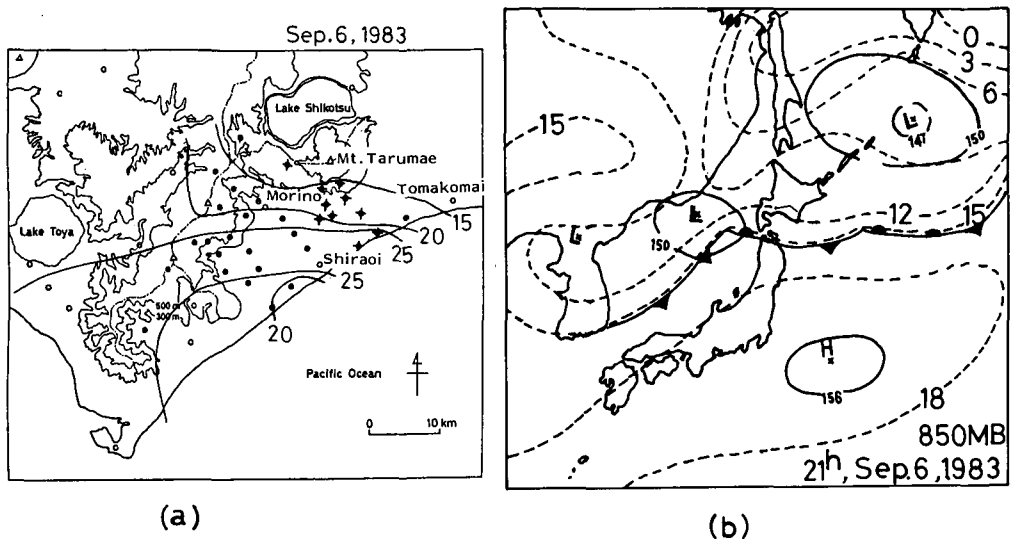 Sep.6,1983
Lake Shikotsu
Mt.Tarumae
Tomakomai
Morino
15
20
Lake Toya
25
Shiraoi
25
500 m
300 m
20
Pacific Ocean
0 10 km
(a)
0
3
6
15
L
147
150
12
15
L
L
150
H
156
18
850MB
21h, Sep.6,1983
(b)